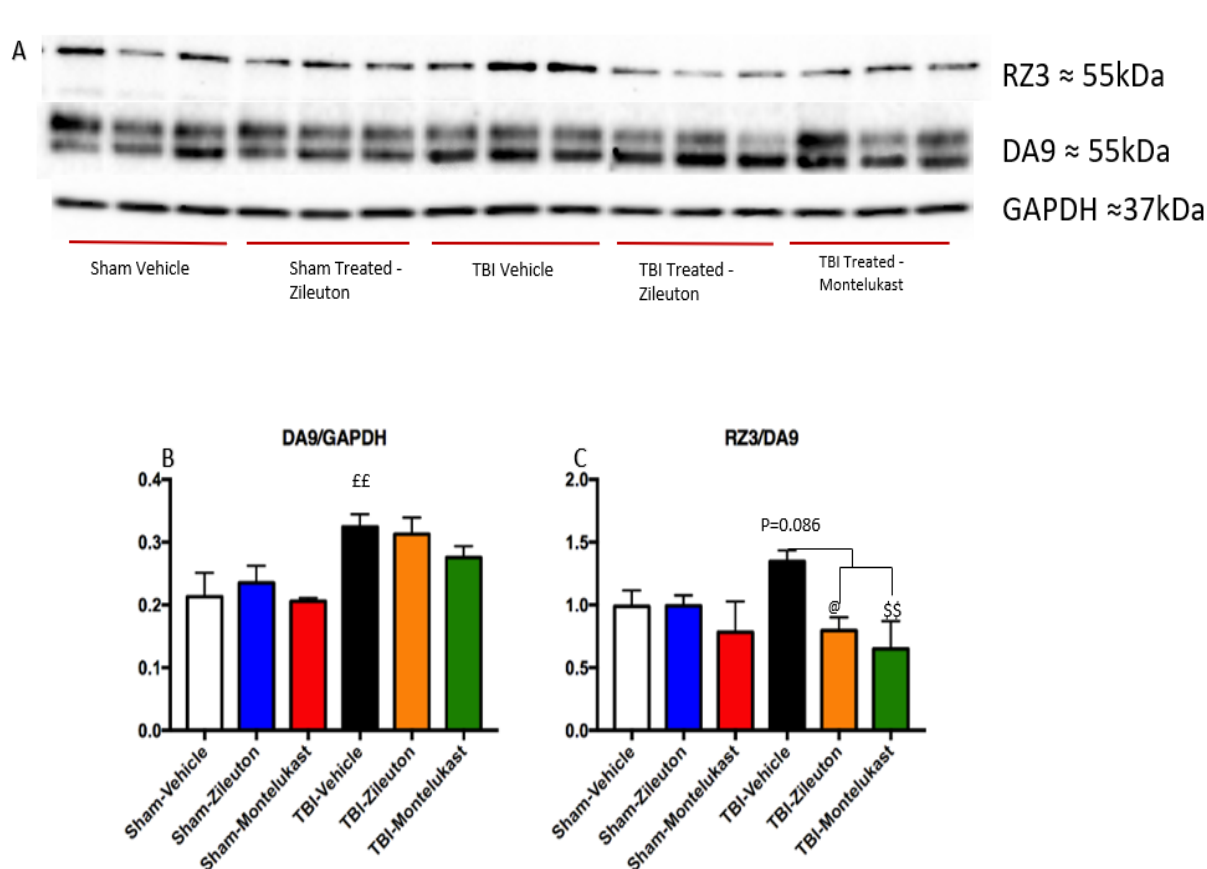 A
RZ3 ≈ 55kDa
DA9 ≈ 55kDa
GAPDH ≈37kDa
Sham Vehicle
Sham Treated -
Zileuton
TBI Vehicle
TBI Treated -
Zileuton
TBI Treated -
Montelukast
B
DA9/GAPDH
££
0.4
0.3
0.2
0.1
0.0
Sham-Vehicle
Sham-Zileuton
Sham-Montelukast
TBI-Vehicle
TBI-Zileuton
TBI-Montelukast
C
RZ3/DA9
P=0.086
@
$$
2.0
1.5
1.0
0.5
0.0
Sham-Vehicle
Sham-Zileuton
Sham-Montelukast
TBI-Vehicle
TBI-Zileuton
TBI-Montelukast